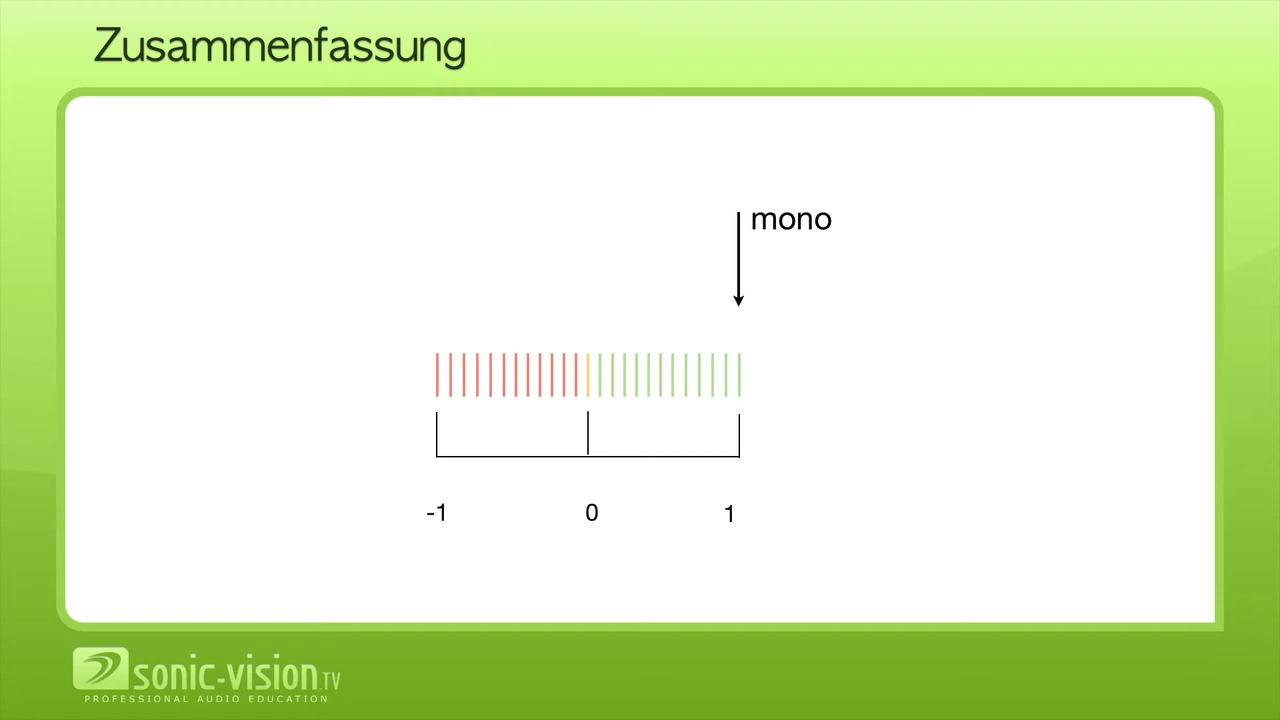 Zusammenfassung
mono
-1 0 1
sonic-vision.TV
PROFESSIONAL AUDIO EDUCATION